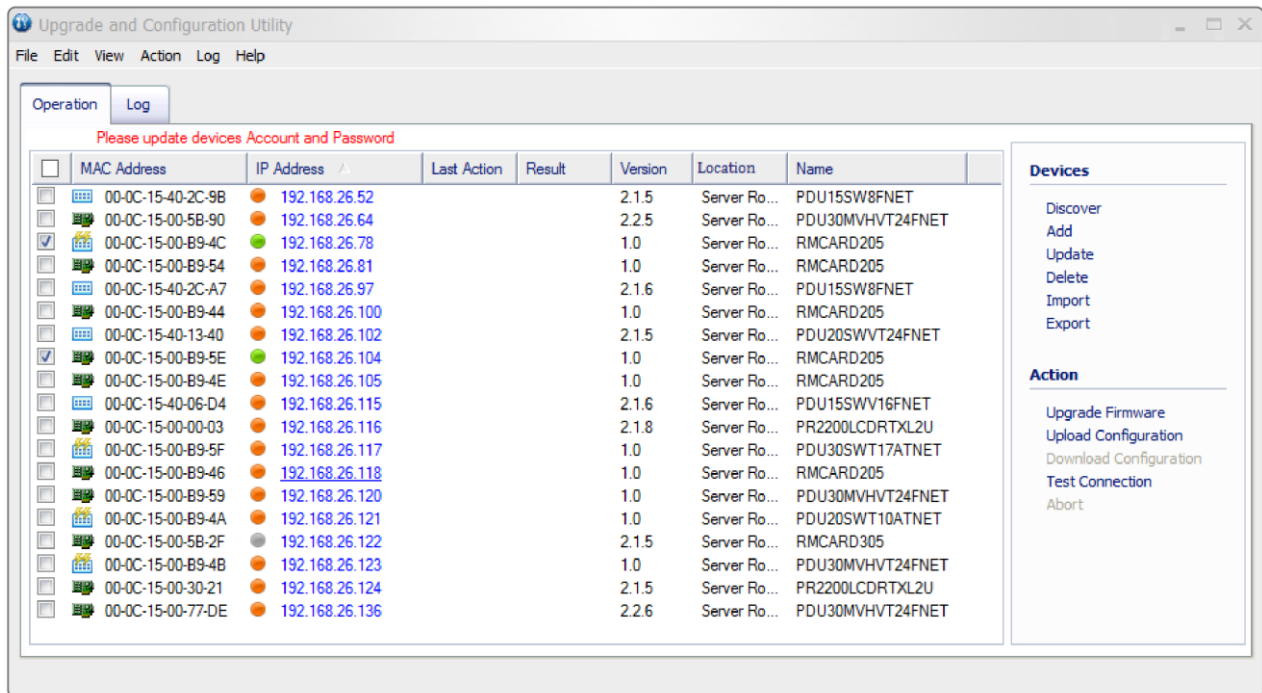 Upgrade and Configuration Utility
File Edit View Action Log Help
Operation Log
Please update devices Account and Password
MAC Address IP Address Last Action Result Version Location Name
00-0C-15-40-2C-9B 192.168.26.52 2.1.5 Server Ro... PDU15SW8FNET
00-0C-15-00-5B-90 192.168.26.64 2.2.5 Server Ro... PDU30MVHVT24FNET
00-0C-15-00-B9-4C 192.168.26.78 1.0 Server Ro... RMCARD205
00-0C-15-00-B9-54 192.168.26.81 1.0 Server Ro... RMCARD205
00-0C-15-40-2C-A7 192.168.26.97 2.1.6 Server Ro... PDU15SW8FNET
00-0C-15-00-B9-44 192.168.26.100 1.0 Server Ro... RMCARD205
00-0C-15-40-13-40 192.168.26.102 2.1.5 Server Ro... PDU20SWVT24FNET
00-0C-15-00-B9-5E 192.168.26.104 1.0 Server Ro... RMCARD205
00-0C-15-00-B9-4E 192.168.26.105 1.0 Server Ro... RMCARD205
00-0C-15-40-06-D4 192.168.26.115 2.1.6 Server Ro... PDU15SWV16FNET
00-0C-15-00-00-03 192.168.26.116 2.1.8 Server Ro... PR2200LCDRTXL2U
00-0C-15-00-B9-5F 192.168.26.117 1.0 Server Ro... PDU30SWT17ATNET
00-0C-15-00-B9-46 192.168.26.118 1.0 Server Ro... RMCARD205
00-0C-15-00-B9-59 192.168.26.120 1.0 Server Ro... PDU30MVHVT24FNET
00-0C-15-00-B9-4A 192.168.26.121 1.0 Server Ro... PDU20SWT10ATNET
00-0C-15-00-5B-2F 192.168.26.122 2.1.5 Server Ro... RMCARD305
00-0C-15-00-B9-4B 192.168.26.123 1.0 Server Ro... PDU30MVHVT24FNET
00-0C-15-00-30-21 192.168.26.124 2.1.5 Server Ro... PR2200LCDRTXL2U
00-0C-15-00-77-DE 192.168.26.136 2.2.6 Server Ro... PDU30MVHVT24FNET
Devices
Discover
Add
Update
Delete
Import
Export
Action
Upgrade Firmware
Upload Configuration
Download Configuration
Test Connection
Abort